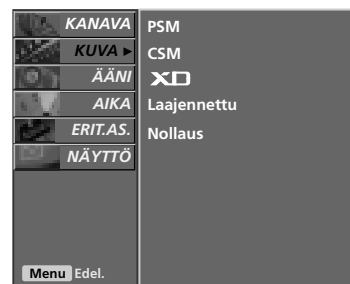 KANAVA
KUVA ►
ÄÄNI
AIKA
ERIT.AS.
NÄYTTÖ
Menu Edel.
PSM
CSM
XD
Laajennettu
Nollaus